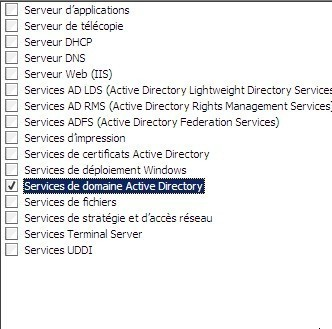 Serveur d'applications
Serveur de télécopie
Serveur DHCP
Serveur DNS
Serveur Web (IIS)
Services AD LDS (Active Directory Lightweight Directory Services
Services AD RMS (Active Directory Rights Management Services)
Services ADFS (Active Directory Federation Services)
Services d'impression
Services de certificats Active Directory
Services de déploiement Windows
Services de domaine Active Directory
Services de fichiers
Services de stratégie et d'accès réseau
Services Terminal Server
Services UDDI